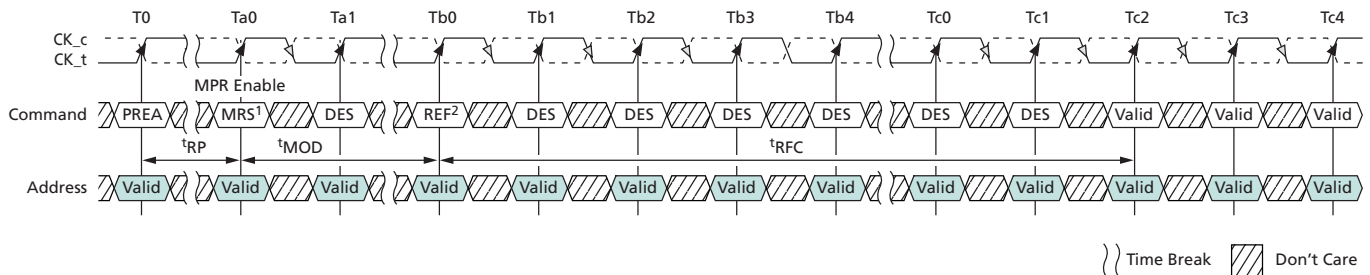 T0 Ta0 Ta1 Tb0 Tb1 Tb2 Tb3 Tb4 Tc0 Tc1 Tc2 Tc3 Tc4
CK_c
CK_t
MPR Enable
Command PREA MRS¹ DES REF² DES DES DES DES DES DES Valid Valid Valid
tRP tMOD tRFC
Address Valid Valid Valid Valid Valid Valid Valid Valid Valid Valid Valid Valid Valid
Time Break Don't Care